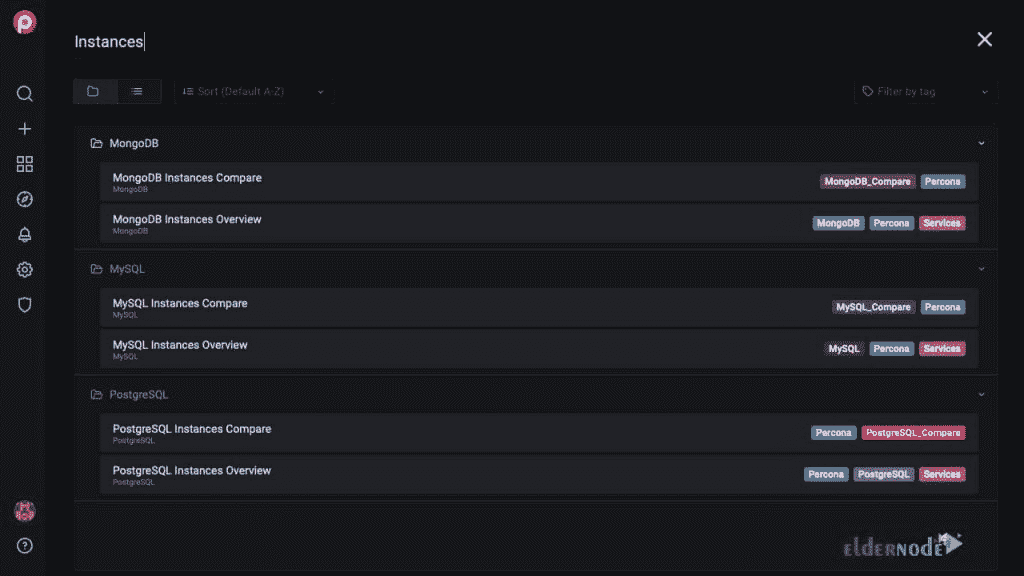 Instances
Sort (Default A-Z)
Filter by tag
MongoDB
MongoDB Instances Compare
MongoDB
MongoDB_Compare
Percona
MongoDB Instances Overview
MongoDB
MongoDB
Percona
Services
MySQL
MySQL Instances Compare
MySQL
MySQL_Compare
Percona
MySQL Instances Overview
MySQL
MySQL
Percona
Services
PostgreSQL
PostgreSQL Instances Compare
PostgreSQL
Percona
PostgreSQL_Compare
PostgreSQL Instances Overview
PostgreSQL
Percona
PostgreSQL
Services
eldernode